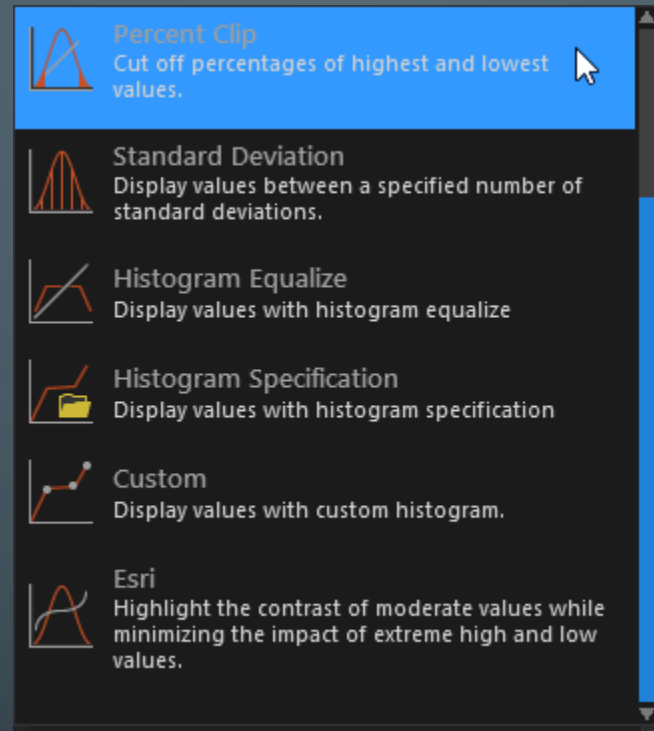 Percent Clip
Cut off percentages of highest and lowest
values.
Standard Deviation
Display values between a specified number of
standard deviations.
Histogram Equalize
Display values with histogram equalize
Histogram Specification
Display values with histogram specification
Custom
Display values with custom histogram.
Esri
Highlight the contrast of moderate values while
minimizing the impact of extreme high and low
values.